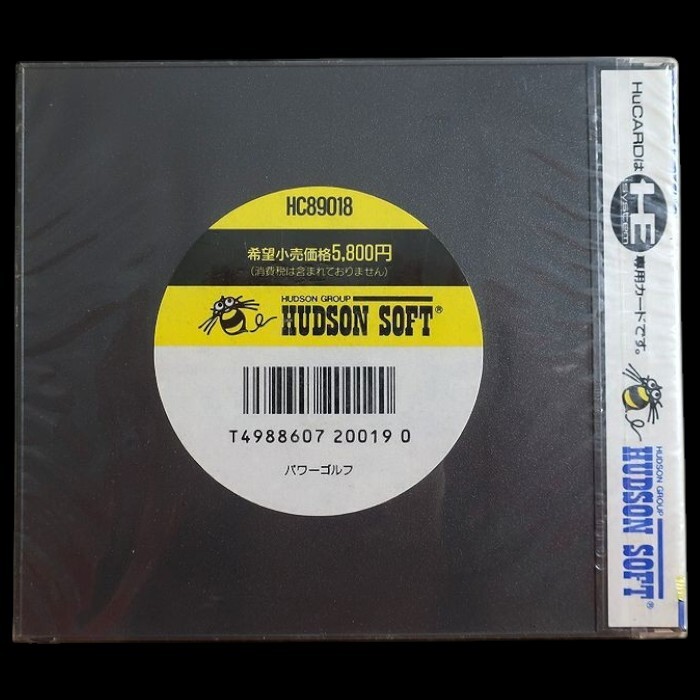 HC89018
希望小売価格5,800円
(消費税は含まれておりません)
HUDSON GROUP
HUDSON SOFT®
T4988607 20019 0
パワーゴルフ
HuCARDは
HE
system
専用カードです。
HUDSON GROUP
HUDSON SOFT®